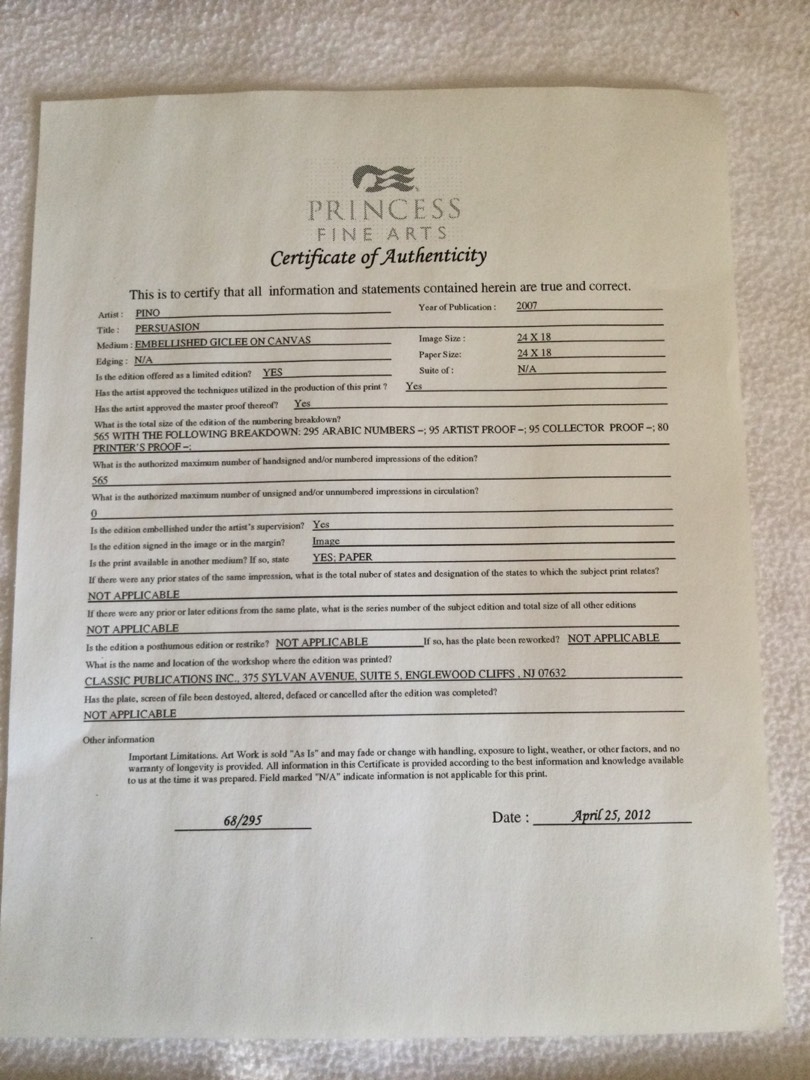 PRINCESS
FINE ARTS
Certificate of Authenticity
This is to certify that all information and statements contained herein are true and correct.
Artist : PINO Year of Publication : 2007
Title : PERSUASION
Medium : EMBELLISHED GICLEE ON CANVAS Image Size : 24 X 18
Edging : N/A Paper Size: 24 X 18
Is the edition offered as a limited edition? YES Suite of : N/A
Has the artist approved the techniques utilized in the production of this print ? Yes
Has the artist approved the master proof thereof? Yes
What is the total size of the edition of the numbering breakdown?
565 WITH THE FOLLOWING BREAKDOWN: 295 ARABIC NUMBERS –; 95 ARTIST PROOF –; 95 COLLECTOR PROOF –; 80
PRINTER'S PROOF –;
What is the authorized maximum number of handsigned and/or numbered impressions of the edition?
565
What is the authorized maximum number of unsigned and/or unnumbered impressions in circulation?
0
Is the edition embellished under the artist's supervision? Yes
Is the edition signed in the image or in the margin? Image
Is the print available in another medium? If so, state YES; PAPER
If there were any prior states of the same impression, what is the total nuber of states and designation of the states to which the subject print relates?
NOT APPLICABLE
If there were any prior or later editions from the same plate, what is the series number of the subject edition and total size of all other editions
NOT APPLICABLE
Is the edition a posthumous edition or restrike? NOT APPLICABLE If so, has the plate been reworked? NOT APPLICABLE
What is the name and location of the workshop where the edition was printed?
CLASSIC PUBLICATIONS INC., 375 SYLVAN AVENUE, SUITE 5, ENGLEWOOD CLIFFS , NJ 07632
Has the plate, screen of file been destoyed, altered, defaced or cancelled after the edition was completed?
NOT APPLICABLE
Other information
Important Limitations. Art Work is sold "As Is" and may fade or change with handling, exposure to light, weather, or other factors, and no
warranty of longevity is provided. All information in this Certificate is provided according to the best information and knowledge available
to us at the time it was prepared. Field marked "N/A" indicate information is not applicable for this print.
68/295 Date : April 25, 2012